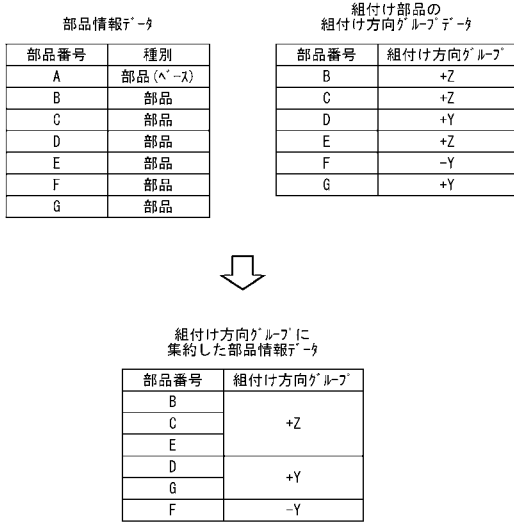 部品情報ﾃﾞｰﾀ
部品番号 種別
A 部品(ﾍﾞｰｽ)
B 部品
C 部品
D 部品
E 部品
F 部品
G 部品
組付け部品の
組付け方向ｸﾞﾙｰﾌﾟﾃﾞｰﾀ
部品番号 組付け方向ｸﾞﾙｰﾌﾟ
B +Z
C +Z
D +Y
E +Z
F -Y
G +Y
組付け方向ｸﾞﾙｰﾌﾟに
集約した部品情報ﾃﾞｰﾀ
部品番号 組付け方向ｸﾞﾙｰﾌﾟ
B
C +Z
E
D
G +Y
F -Y